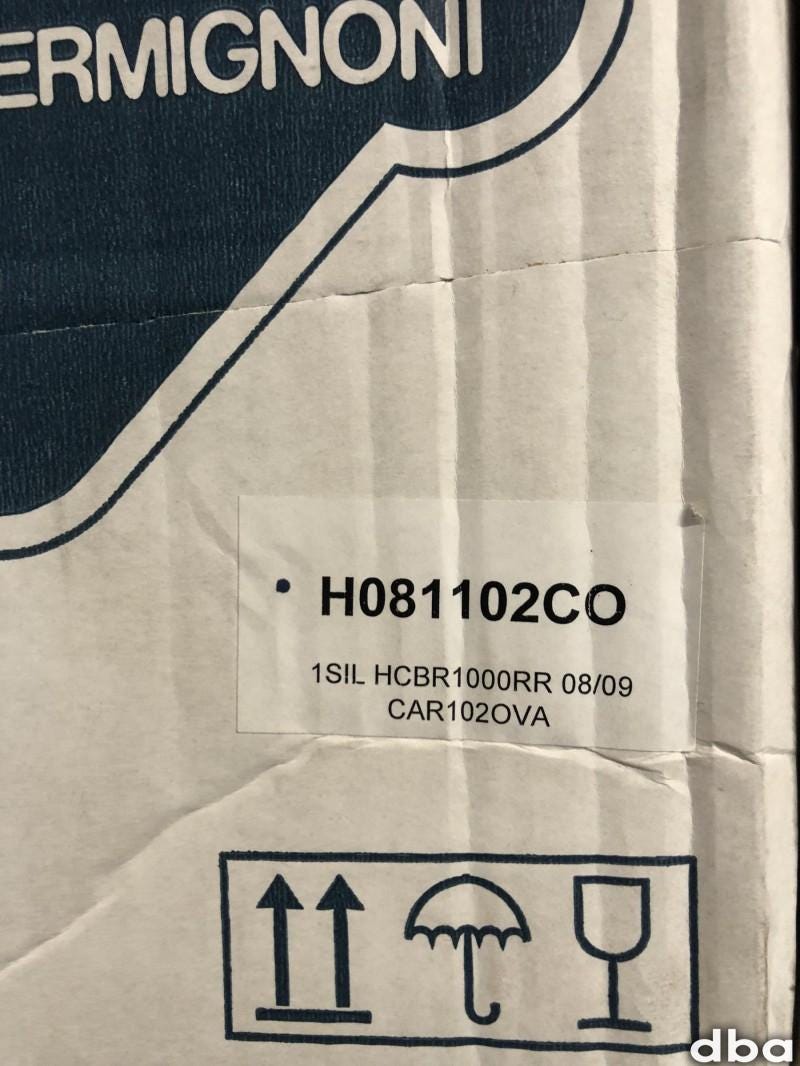 ERMIGNONI
H081102CO
1SIL HCBR1000RR 08/09
CAR102OVA
dba